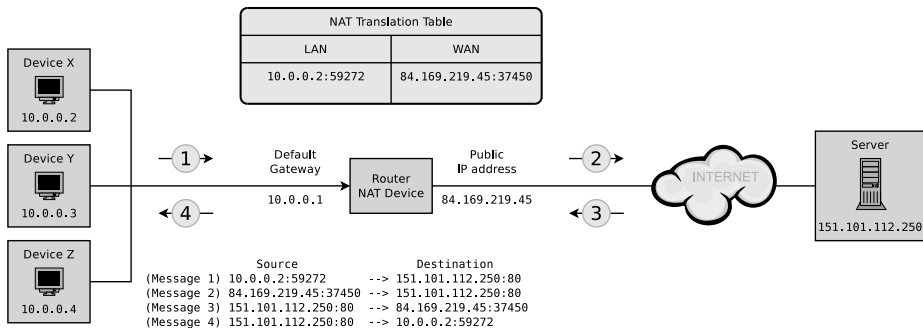 NAT Translation Table
LAN WAN
10.0.0.2:59272 84.169.219.45:37450
Device X
10.0.0.2
Device Y
10.0.0.3
Device Z
10.0.0.4
1
4
Default
Gateway
10.0.0.1
Router
NAT Device
Public
IP address
84.169.219.45
2
3
INTERNET
Server
151.101.112.250
Source Destination
(Message 1) 10.0.0.2:59272 --> 151.101.112.250:80
(Message 2) 84.169.219.45:37450 --> 151.101.112.250:80
(Message 3) 151.101.112.250:80 --> 84.169.219.45:37450
(Message 4) 151.101.112.250:80 --> 10.0.0.2:59272